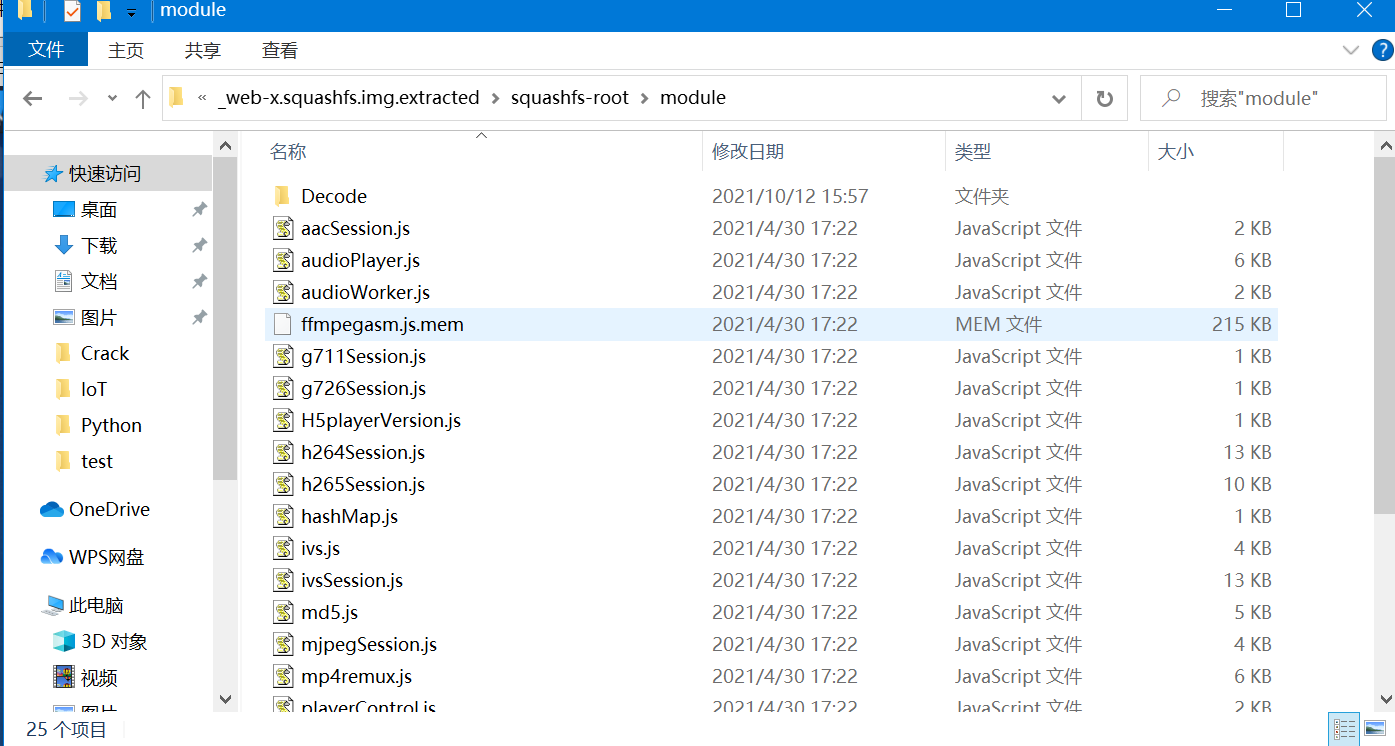 module
文件 主页 共享 查看
« _web-x.squashfs.img.extracted > squashfs-root > module 搜索"module"
名称 修改日期 类型 大小
快速访问
桌面
下载
文档
图片
Crack
IoT
Python
test
OneDrive
WPS网盘
此电脑
3D 对象
视频
图片
Decode 2021/10/12 15:57 文件夹
aacSession.js 2021/4/30 17:22 JavaScript 文件 2 KB
audioPlayer.js 2021/4/30 17:22 JavaScript 文件 6 KB
audioWorker.js 2021/4/30 17:22 JavaScript 文件 2 KB
ffmpegasm.js.mem 2021/4/30 17:22 MEM 文件 215 KB
g711Session.js 2021/4/30 17:22 JavaScript 文件 1 KB
g726Session.js 2021/4/30 17:22 JavaScript 文件 1 KB
H5playerVersion.js 2021/4/30 17:22 JavaScript 文件 1 KB
h264Session.js 2021/4/30 17:22 JavaScript 文件 13 KB
h265Session.js 2021/4/30 17:22 JavaScript 文件 10 KB
hashMap.js 2021/4/30 17:22 JavaScript 文件 1 KB
ivs.js 2021/4/30 17:22 JavaScript 文件 4 KB
ivsSession.js 2021/4/30 17:22 JavaScript 文件 13 KB
md5.js 2021/4/30 17:22 JavaScript 文件 5 KB
mjpegSession.js 2021/4/30 17:22 JavaScript 文件 4 KB
mp4remux.js 2021/4/30 17:22 JavaScript 文件 6 KB
playerControl.js 2021/4/30 17:22 JavaScript 文件 2 KB
25 个项目